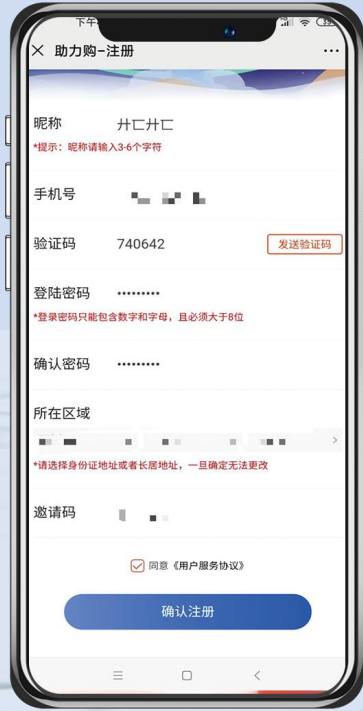 下午
助力购-注册
昵称 廾匚廾匚
*提示：昵称请输入3-6个字符
手机号
验证码 740642 发送验证码
登陆密码 •••••••••
*登录密码只能包含数字和字母，且必须大于8位
确认密码 •••••••••
所在区域
*请选择身份证地址或者长居地址，一旦确定无法更改
邀请码
同意《用户服务协议》
确认注册